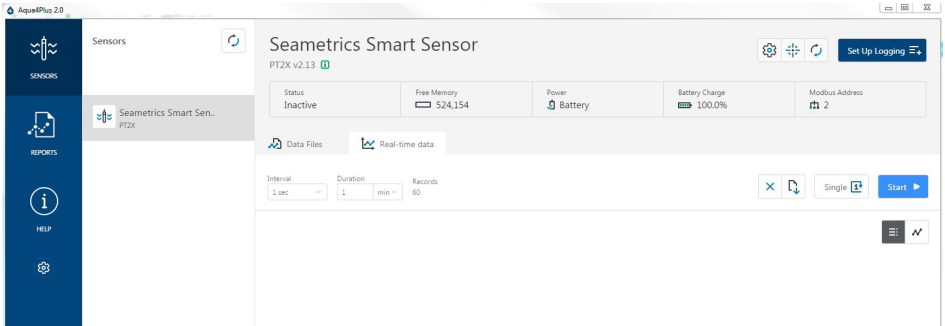 Aqua4Plus 2.0
SENSORS
REPORTS
HELP
Sensors
Seametrics Smart Sen..
PT2X
Seametrics Smart Sensor
PT2X v2.13
Set Up Logging
Status
Inactive
Free Memory
524,154
Power
Battery
Battery Charge
100.0%
Modbus Address
2
Data Files
Real-time data
Interval
1 sec
Duration
1 min
Records
60
Single
Start